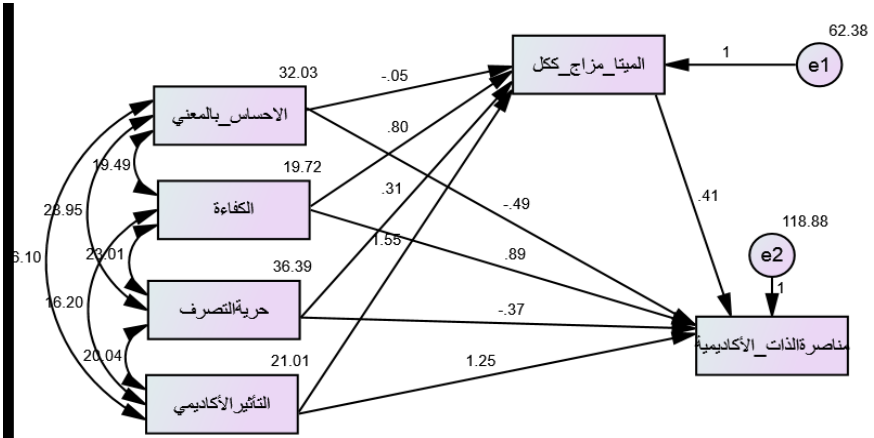 62.38
الميتا_مزاج_ككل
1
e1
32.03
-.05
الاحساس_بالمعني
.80
19.49
19.72
.31
-.49
.41
الكفاءة
1.55
.89
118.88
e2
23.01
36.39
1
6.10
حريةالتصرف
-.37
16.20
مناصرةالذات_الأكاديمية
20.04
21.01
1.25
التأثيرالأكاديمي